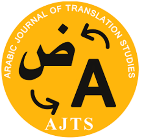 ARABIC JOURNAL OF TRANSLATION STUDIES
ض
A
AJTS